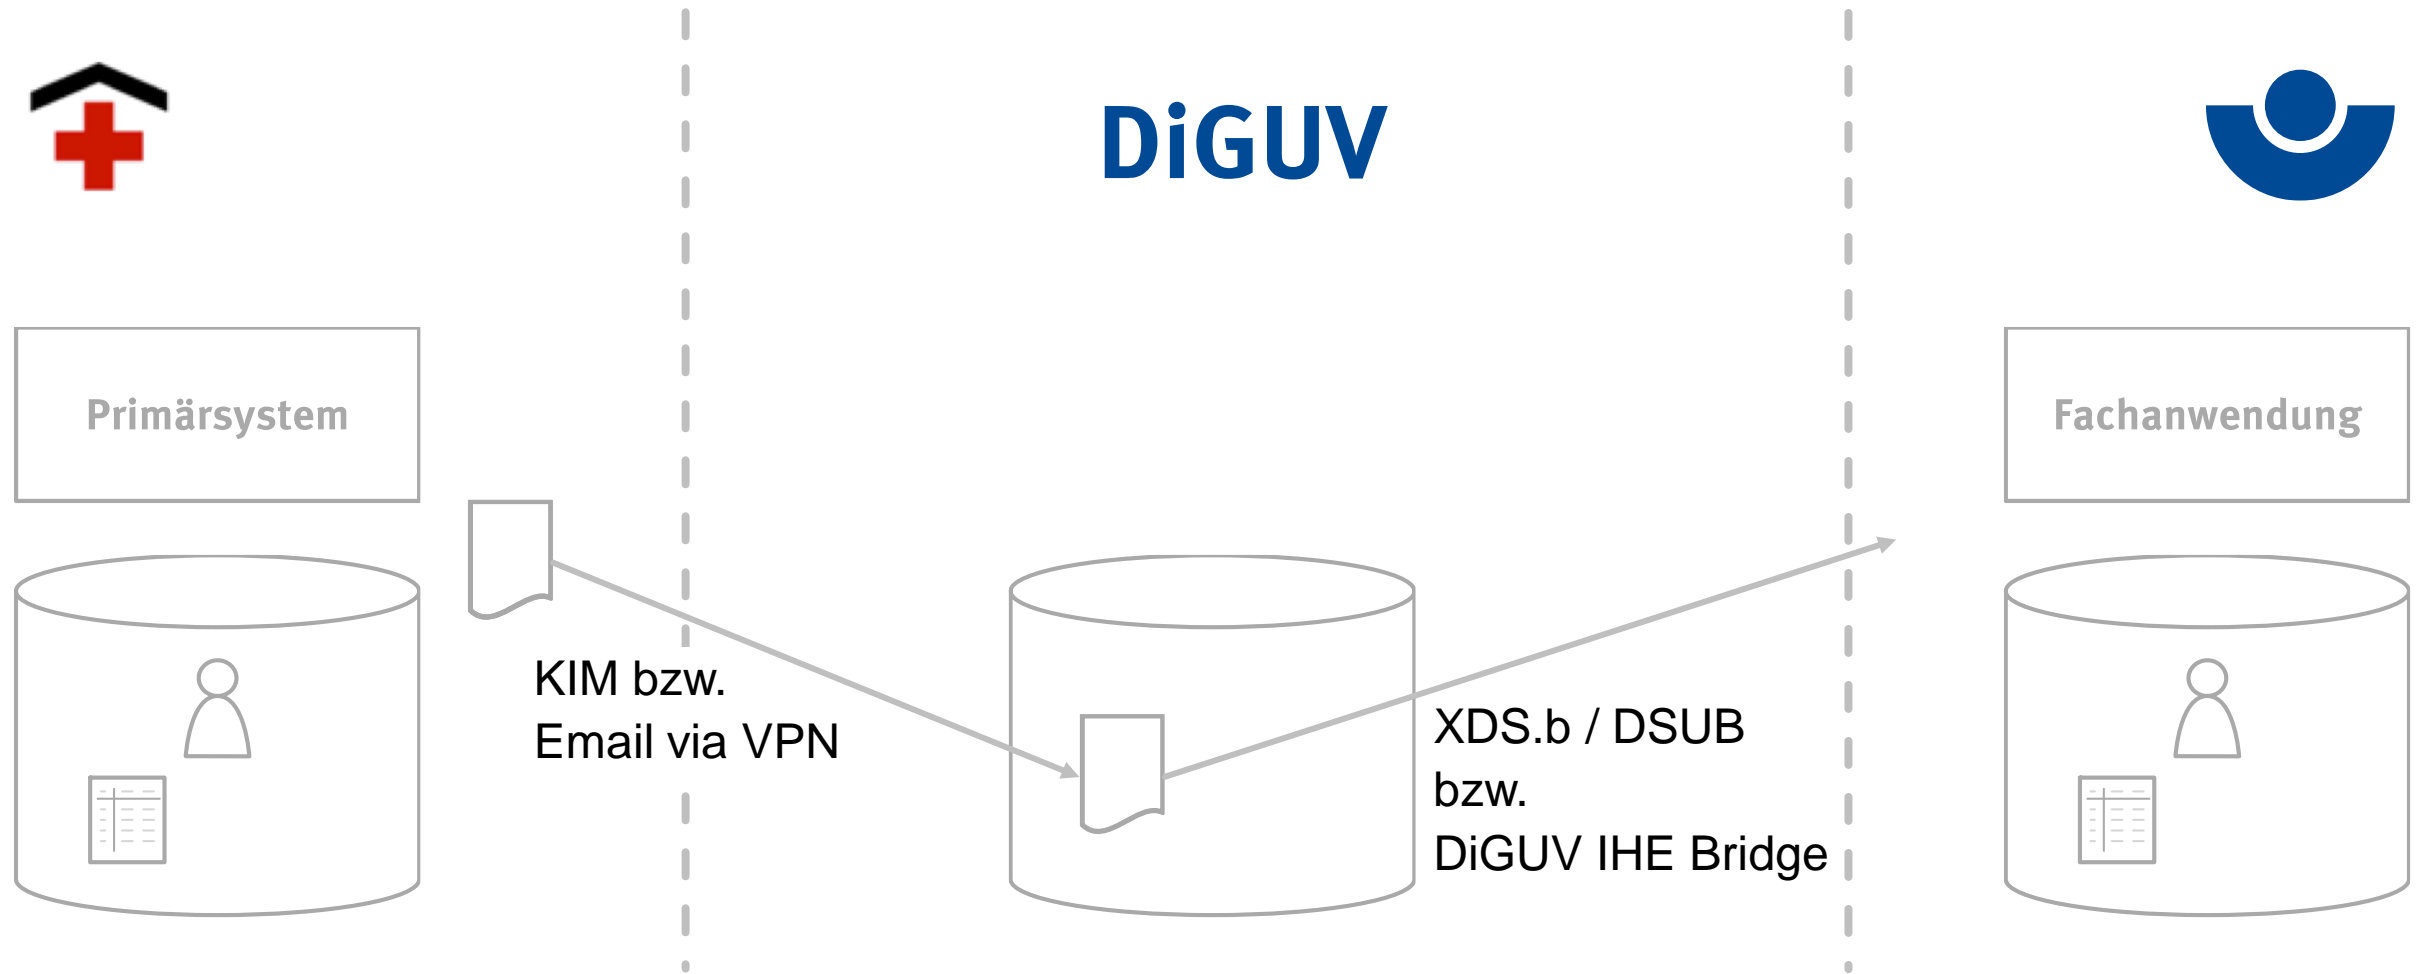 DiGUV
Primärsystem
Fachanwendung
KIM bzw.
Email via VPN
XDS.b / DSUB
bzw.
DiGUV IHE Bridge